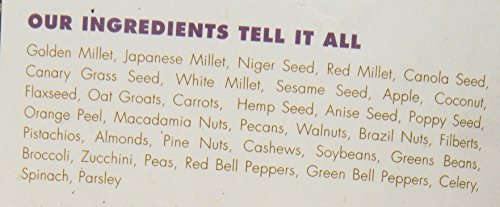 OUR INGREDIENTS TELL IT ALL
Golden Millet, Japanese Millet, Niger Seed, Red Millet, Canola Seed,
Canary Grass Seed, White Millet, Sesame Seed, Apple, Coconut,
Flaxseed, Oat Groats, Carrots, Hemp Seed, Anise Seed, Poppy Seed,
Orange Peel, Macadamia Nuts, Pecans, Walnuts, Brazil Nuts, Filberts,
Pistachios, Almonds, Pine Nuts, Cashews, Soybeans, Greens Beans,
Broccoli, Zucchini, Peas, Red Bell Peppers, Green Bell Peppers, Celery,
Spinach, Parsley